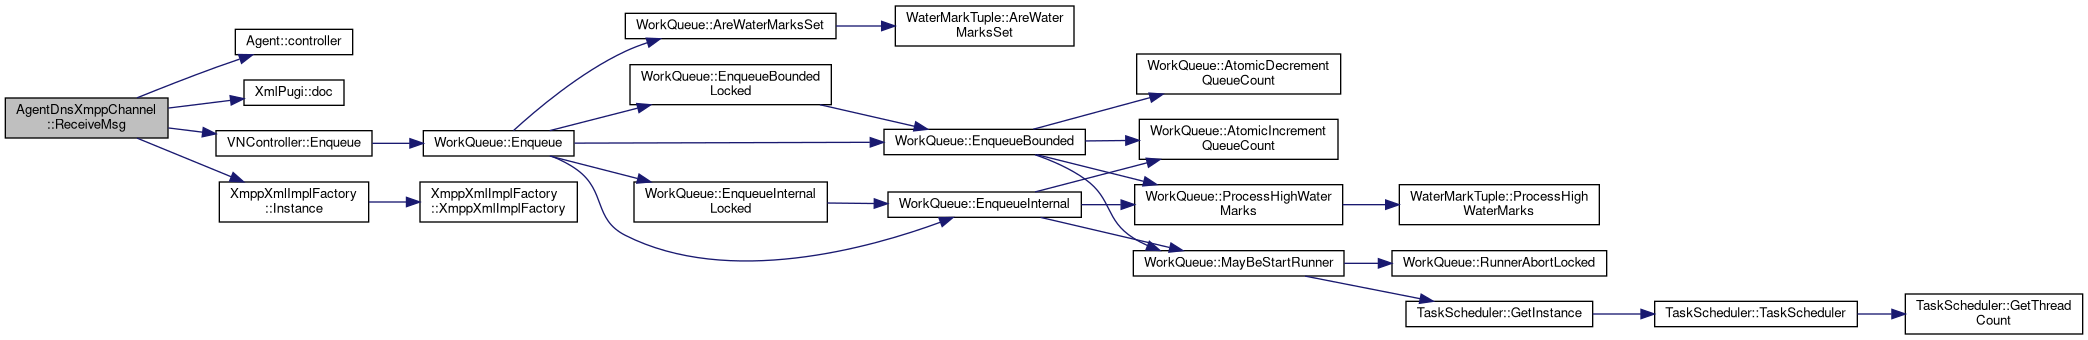 AgentDnsXmppChannel
::ReceiveMsg
Agent::controller
XmlPugi::doc
VNController::Enqueue
XmppXmlImplFactory
::Instance
WorkQueue::Enqueue
XmppXmlImplFactory
::XmppXmlImplFactory
WorkQueue::AreWaterMarksSet
WorkQueue::EnqueueBounded
Locked
WorkQueue::EnqueueInternal
Locked
WaterMarkTuple::AreWater
MarksSet
WorkQueue::EnqueueBounded
WorkQueue::EnqueueInternal
WorkQueue::AtomicDecrement
QueueCount
WorkQueue::AtomicIncrement
QueueCount
WorkQueue::ProcessHighWater
Marks
WorkQueue::MayBeStartRunner
WaterMarkTuple::ProcessHigh
WaterMarks
WorkQueue::RunnerAbortLocked
TaskScheduler::GetInstance
TaskScheduler::TaskScheduler
TaskScheduler::GetThread
Count